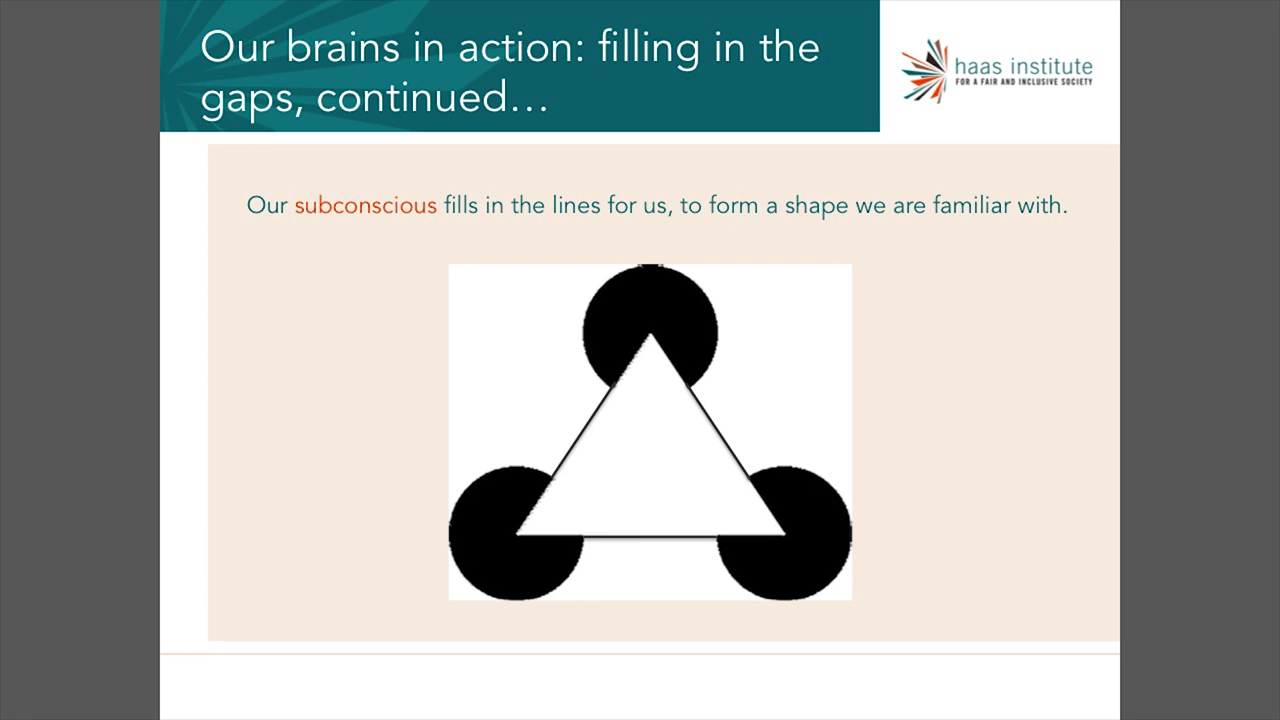 Our brains in action: filling in the
gaps, continued…
haas institute
FOR A FAIR AND INCLUSIVE SOCIETY
Our subconscious fills in the lines for us, to form a shape we are familiar with.